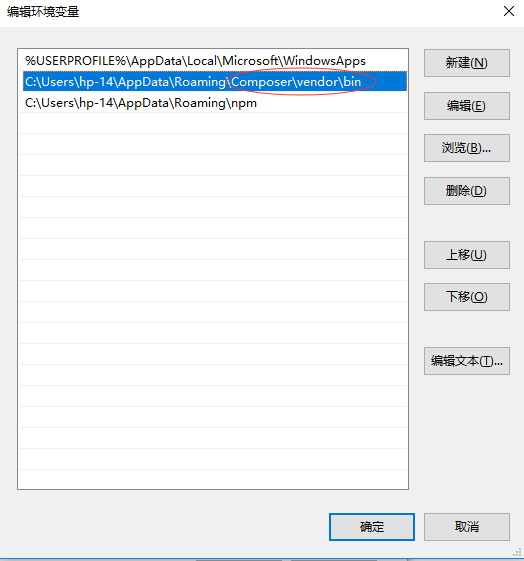 编辑环境变量
%USERPROFILE%\AppData\Local\Microsoft\WindowsApps
C:\Users\hp-14\AppData\Roaming\Composer\vendor\bin
C:\Users\hp-14\AppData\Roaming\npm
新建(N)
编辑(E)
浏览(B)...
删除(D)
上移(U)
下移(O)
编辑文本(T)...
确定
取消